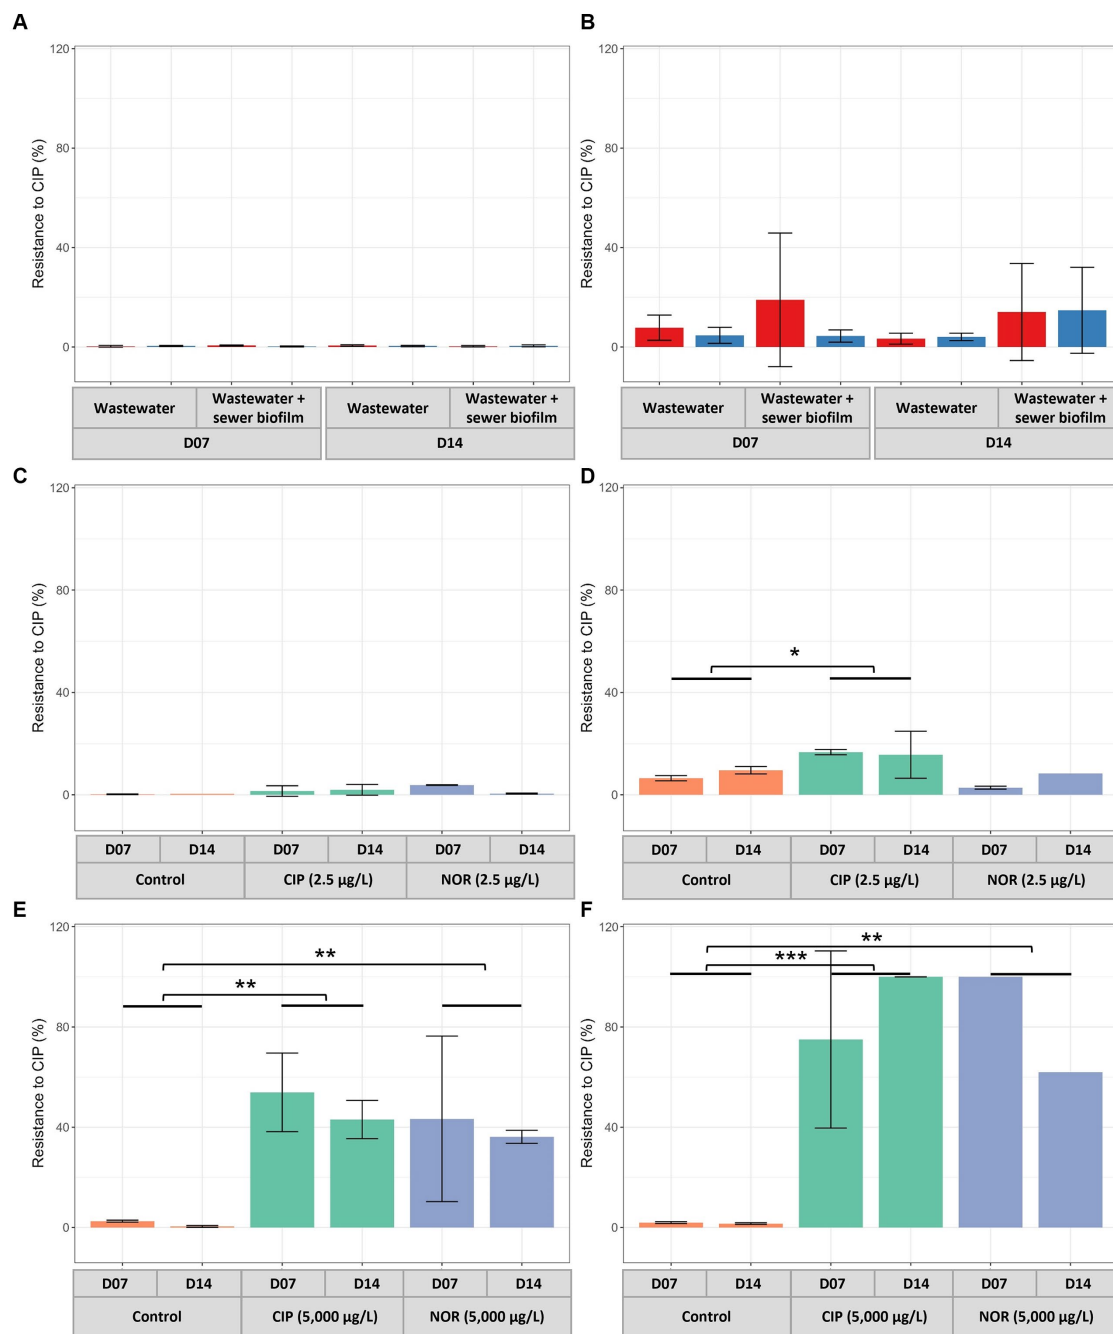 A
Resistance to CIP (%)
120
80
40
0
Wastewater
Wastewater +
sewer biofilm
Wastewater
Wastewater +
sewer biofilm
D07
D14
B
Resistance to CIP (%)
120
80
40
0
Wastewater
Wastewater +
sewer biofilm
Wastewater
Wastewater +
sewer biofilm
D07
D14
C
Resistance to CIP (%)
120
80
40
0
D07 D14 D07 D14 D07 D14
Control CIP (2.5 µg/L) NOR (2.5 µg/L)
D
Resistance to CIP (%)
120
80
40
0
*
D07 D14 D07 D14 D07 D14
Control CIP (2.5 µg/L) NOR (2.5 µg/L)
E
Resistance to CIP (%)
120
80
40
0
**
**
D07 D14 D07 D14 D07 D14
Control CIP (5,000 µg/L) NOR (5,000 µg/L)
F
Resistance to CIP (%)
120
80
40
0
**
***
D07 D14 D07 D14 D07 D14
Control CIP (5,000 µg/L) NOR (5,000 µg/L)